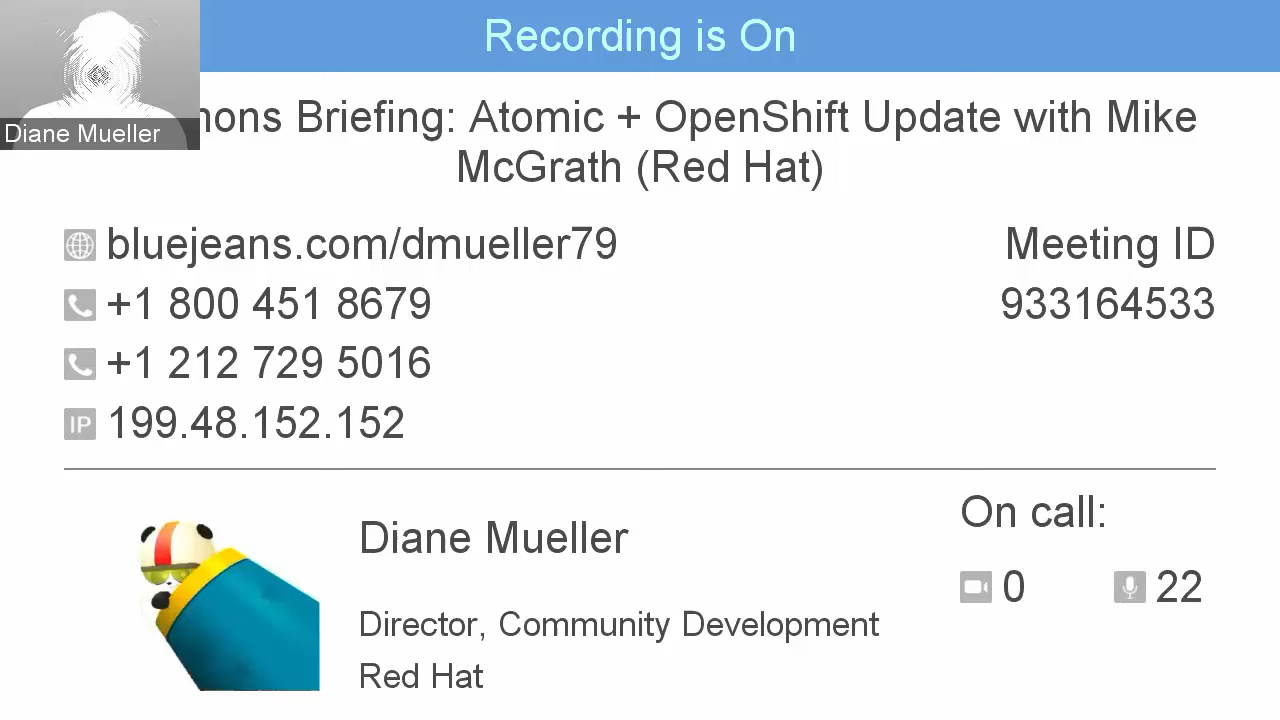 Recording is On
Diane Mueller
Briefing: Atomic + OpenShift Update with Mike
McGrath (Red Hat)
bluejeans.com/dmueller79
Meeting ID
+1 800 451 8679
933164533
+1 212 729 5016
IP
199.48.152.152
On call:
Diane Mueller
0
22
Director, Community Development
Red Hat